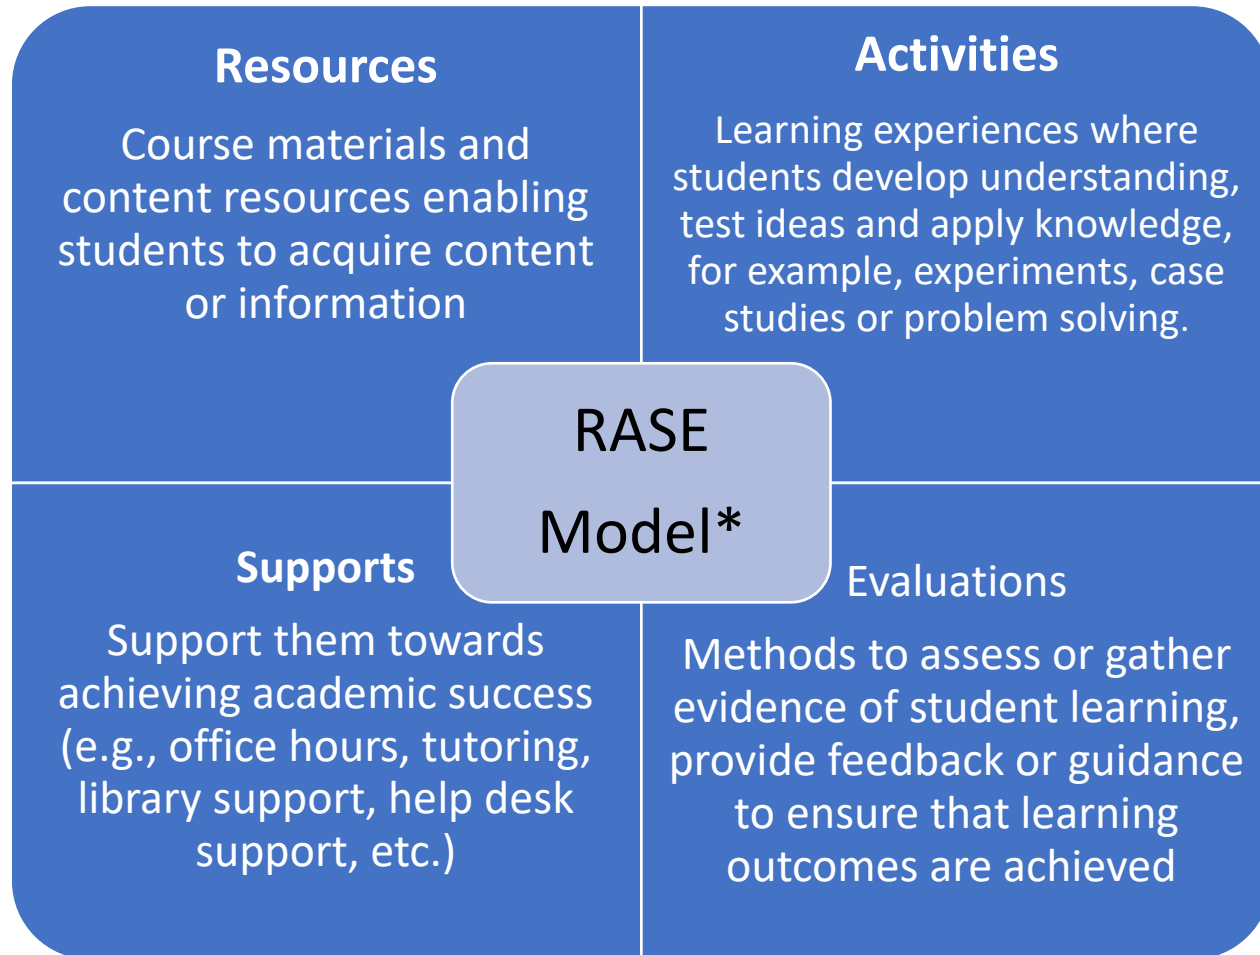 Resources
Course materials and
content resources enabling
students to acquire content
or information
Activities
Learning experiences where
students develop understanding,
test ideas and apply knowledge,
for example, experiments, case
studies or problem solving.
RASE
Model*
Supports
Support them towards
achieving academic success
(e.g., office hours, tutoring,
library support, help desk
support, etc.)
Evaluations
Methods to assess or gather
evidence of student learning,
provide feedback or guidance
to ensure that learning
outcomes are achieved